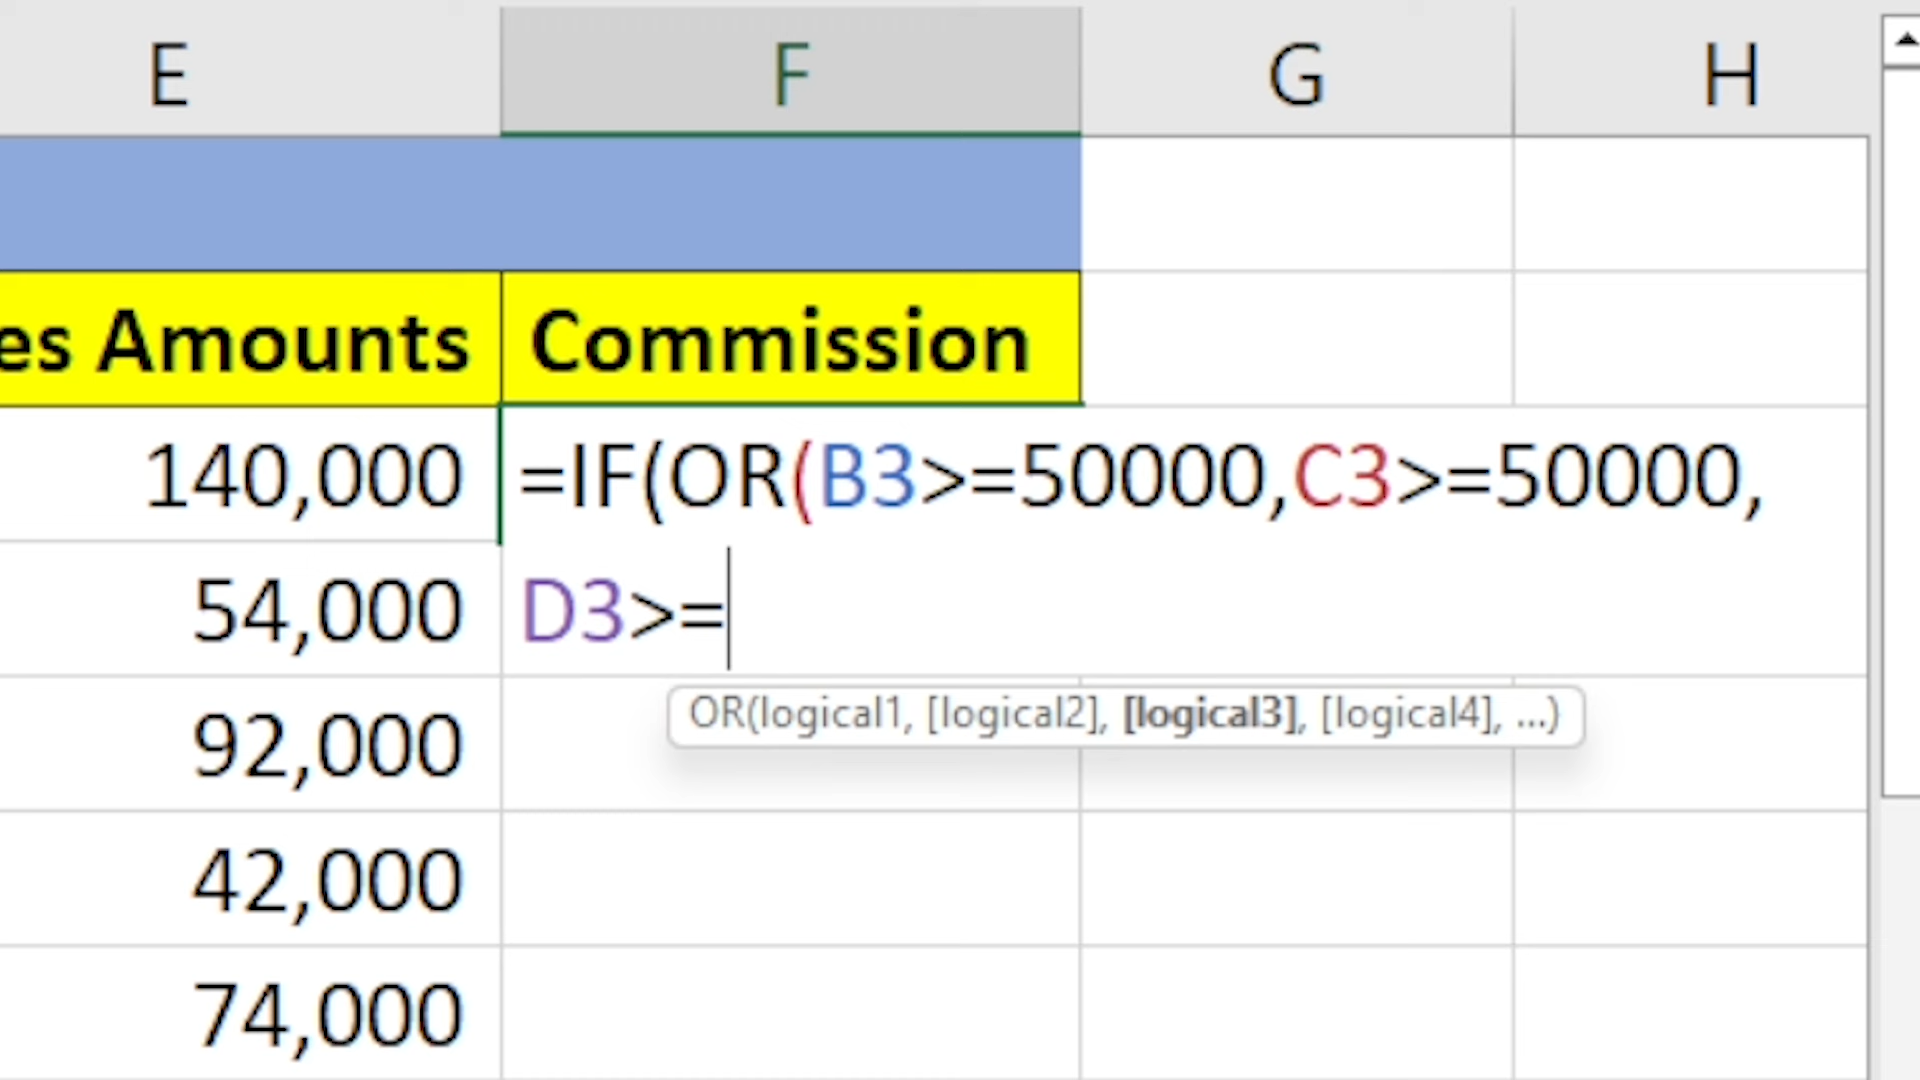 E F G H
es Amounts Commission
140,000 =IF(OR(B3>=50000,C3>=50000,
54,000 D3>=
OR(logical1, [logical2], [logical3], [logical4], ...)
92,000
42,000
74,000